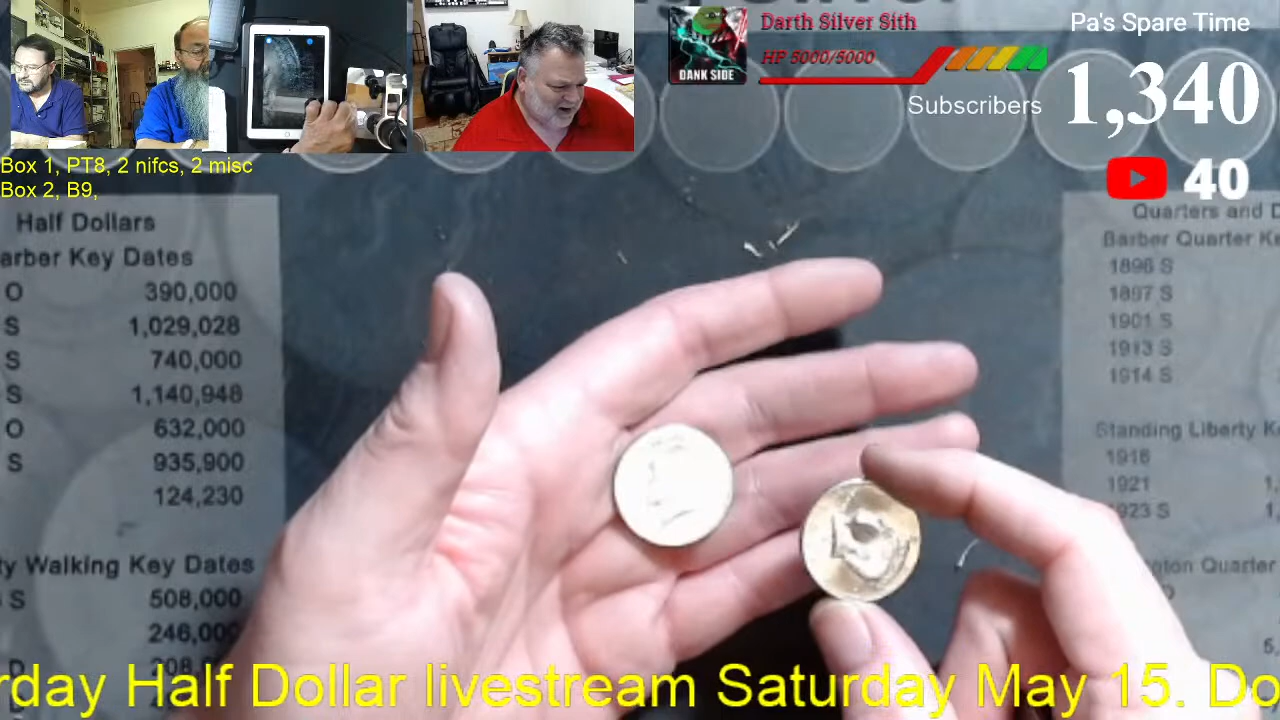 Darth Silver Sith
HP 5000/5000
DANK SIDE
Pa's Spare Time
Subscribers 1,340
40
Box 1, PT8, 2 nifcs, 2 misc
Box 2, B9,
Half Dollars
arber Key Dates
O 390,000
S 1,029,028
S 740,000
S 1,140,948
O 632,000
S 935,900
124,230
ty Walking Key Dates
S 508,000
246,000
D
Quarters and D
Barber Quarter Ke
1896 S
1897 S
1901 S
1913 S
1914 S
Standing Liberty K
1916
1921 1,
1923 S
Quarter
5,
rday Half Dollar livestream Saturday May 15. Do